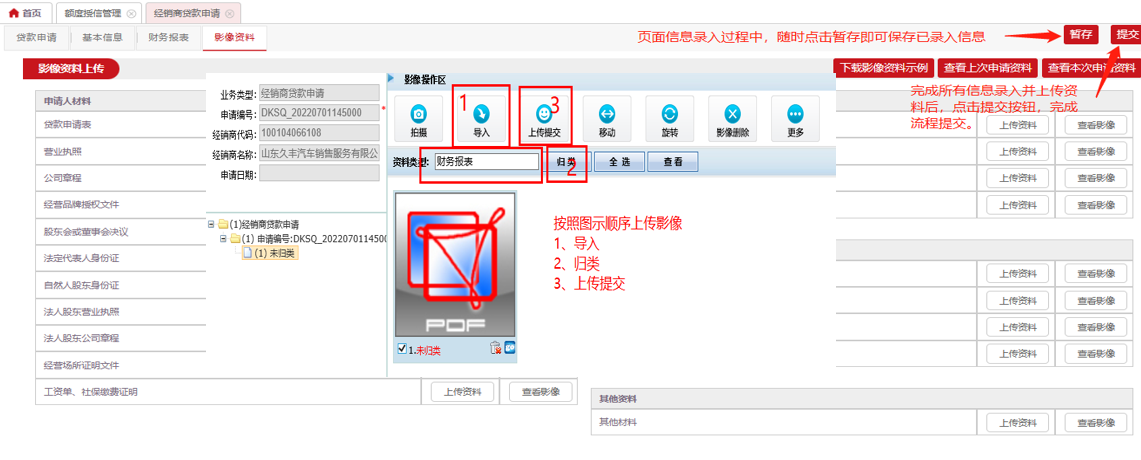 首页 额度授信管理 经销商贷款申请
贷款申请 基本信息 财务报表 影像资料
页面信息录入过程中，随时点击暂存即可保存已录入信息
暂存 提交
影像资料上传
下载影像资料示例 查看上次申请资料 查看本次申请资料
完成所有信息录入并上传资
料后，点击提交按钮，完成
流程提交。
申请人材料
贷款申请表
营业执照
公司章程
经营品牌授权文件
股东会或董事会决议
法定代表人身份证
自然人股东身份证
法人股东营业执照
法人股东公司章程
经营场所证明文件
工资单、社保缴费证明 上传资料 查看影像
业务类型: 经销商贷款申请
申请编号: DKSQ_20220701145000 *
经销商代码: 100104066108
经销商名称: 山东久丰汽车销售服务有限公
申请日期:
(1)经销商贷款申请
(1) 申请编号:DKSQ_2022070114500
(1) 未归类
影像操作区
1 3
拍摄 导入 上传提交 移动 旋转 影像删除 更多
资料类型: 财务报表 归 类 全 选 查 看
2
PDF
1.未归类
按照图示顺序上传影像
1、导入
2、归类
3、上传提交
上传资料 查看影像
上传资料 查看影像
上传资料 查看影像
上传资料 查看影像
上传资料 查看影像
上传资料 查看影像
上传资料 查看影像
上传资料 查看影像
其他资料
其他材料 上传资料 查看影像